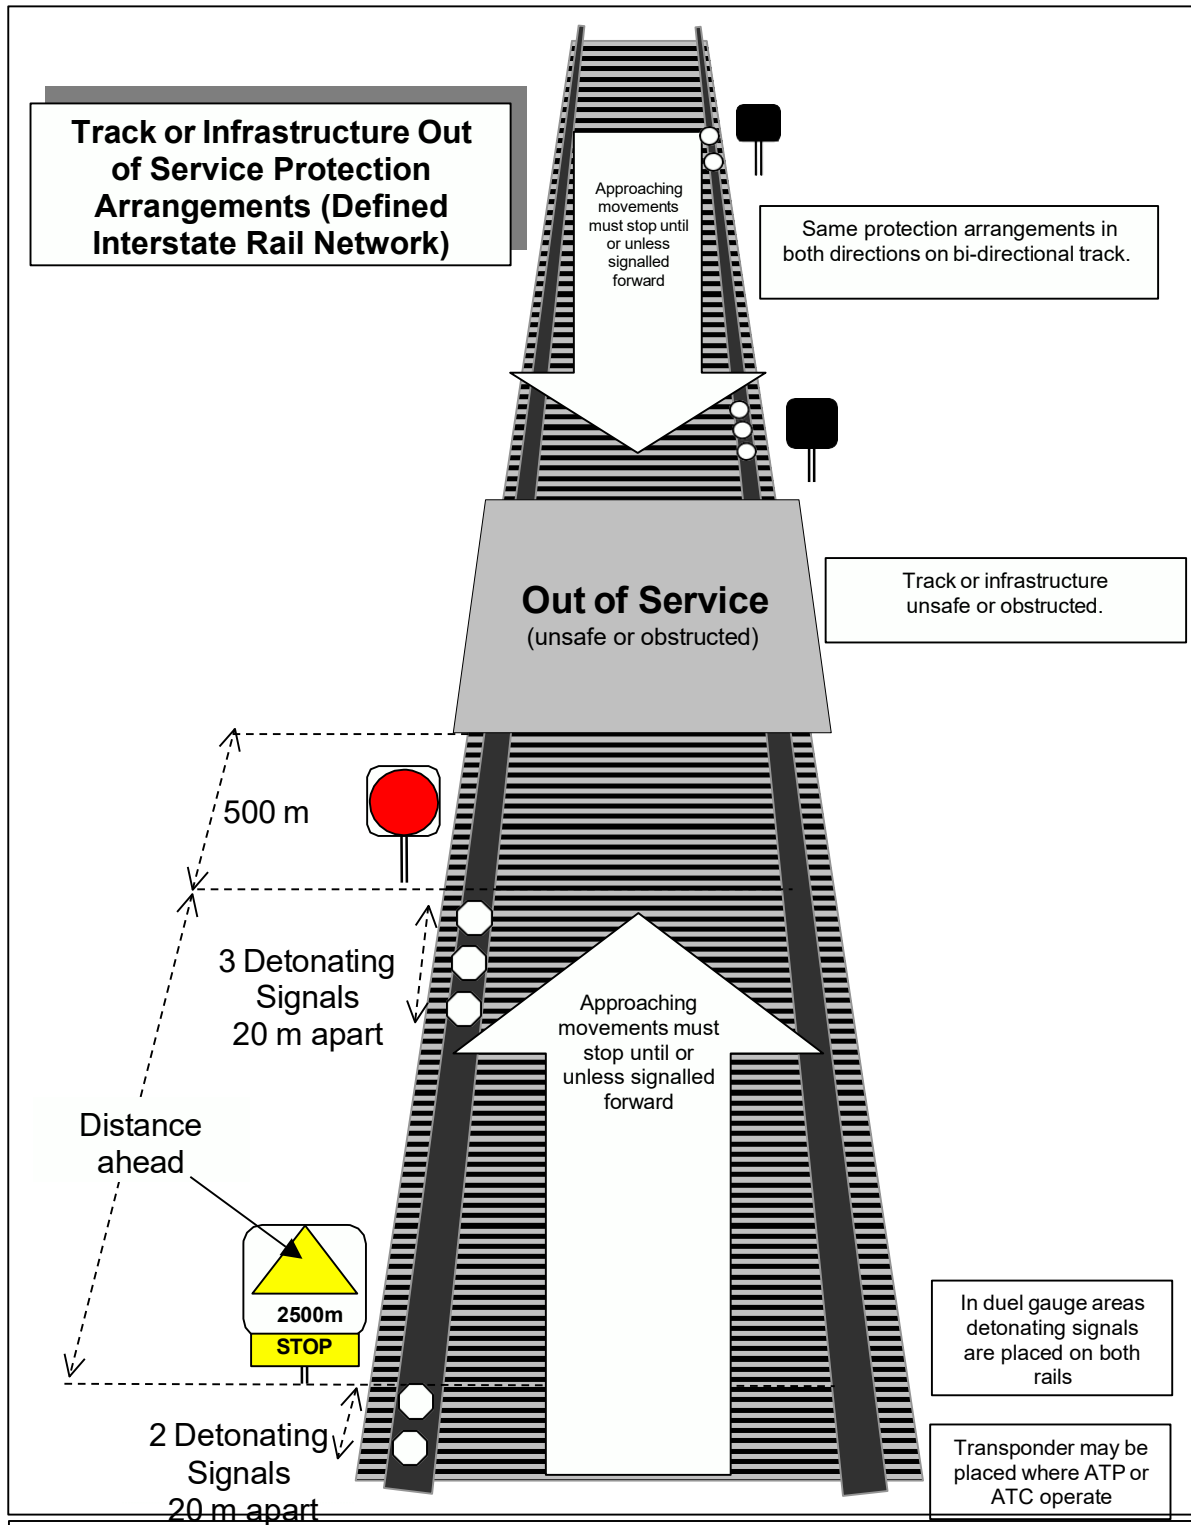 Track or Infrastructure Out
of Service Protection
Arrangements (Defined
Interstate Rail Network)
Approaching
movements
must stop until
or unless
signalled
forward
Same protection arrangements in
both directions on bi-directional track.
Out of Service
(unsafe or obstructed)
Track or infrastructure
unsafe or obstructed.
500 m
3 Detonating
Signals
20 m apart
Approaching
movements must
stop until or
unless signalled
forward
Distance
ahead
2500m
STOP
In duel gauge areas
detonating signals
are placed on both
rails
2 Detonating
Signals
20 m apart
Transponder may be
placed where ATP or
ATC operate